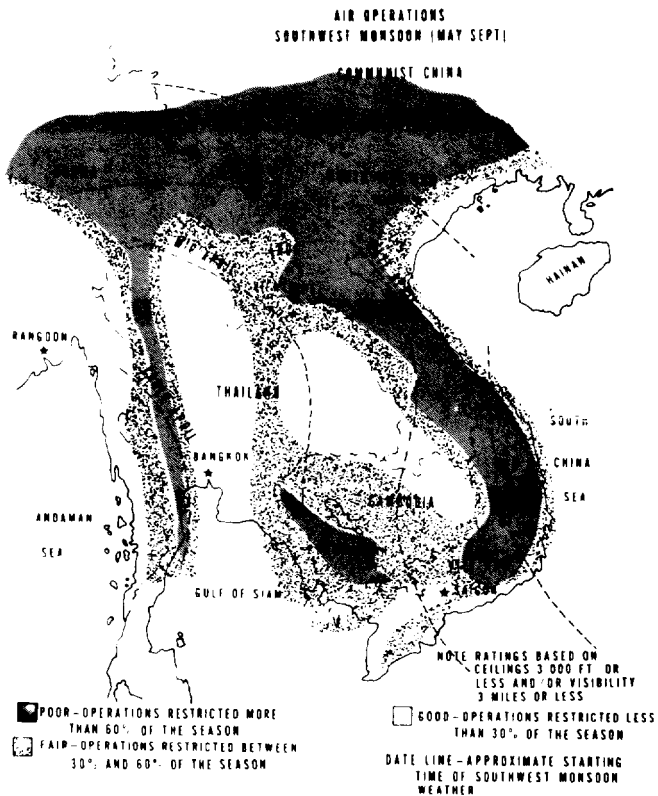 AIR OPERATIONS
SOUTHWEST MONSOON (MAY SEPT)
COMMUNIST CHINA
HAINAN
RANGOON
THAILAND
BANGKOK
SOUTH
CHINA
SEA
CAMBODIA
ANDAMAN
SEA
GULF OF SIAM
SAIGON
NOTE RATINGS BASED ON
CEILINGS 3 000 FT OR
LESS AND/OR VISIBILITY
3 MILES OR LESS
POOR-OPERATIONS RESTRICTED MORE
THAN 60% OF THE SEASON
FAIR-OPERATIONS RESTRICTED BETWEEN
30% AND 60% OF THE SEASON
GOOD-OPERATIONS RESTRICTED LESS
THAN 30% OF THE SEASON
DATE LINE-APPROXIMATE STARTING
TIME OF SOUTHWEST MONSOON
WEATHER